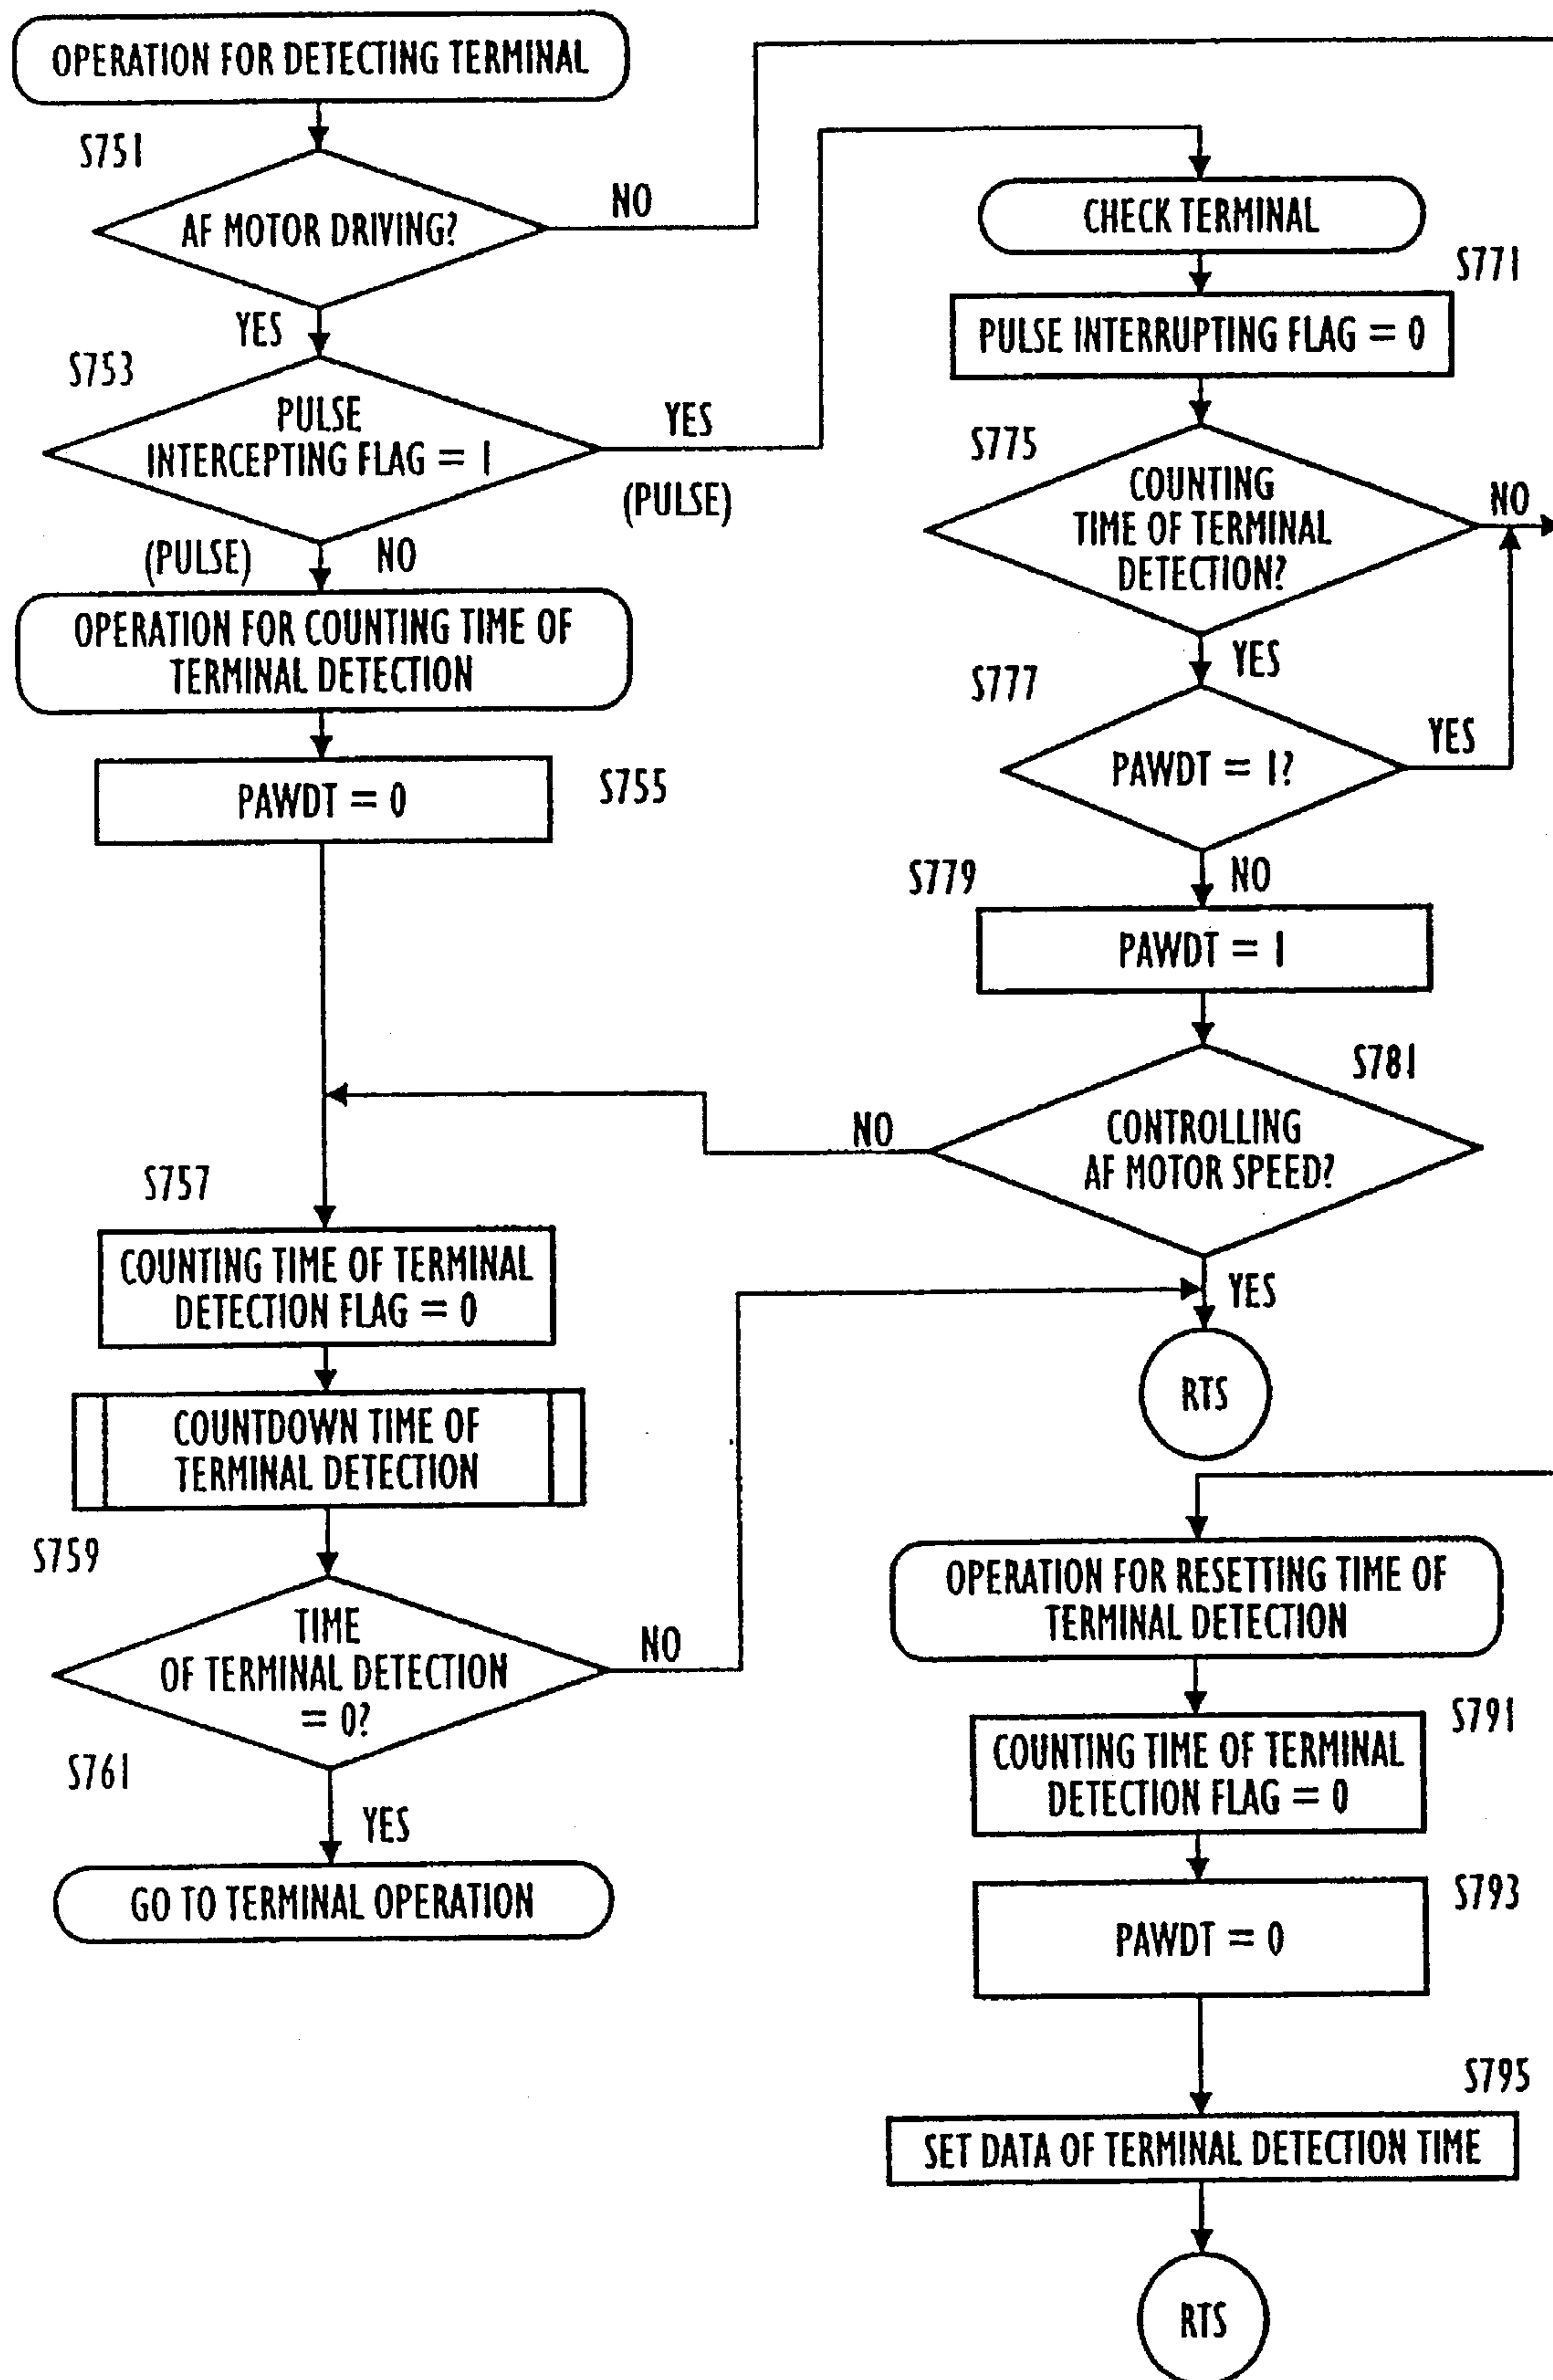 OPERATION FOR DETECTING TERMINAL
S751
AF MOTOR DRIVING?
NO
YES
S753
PULSE
INTERCEPTING FLAG = 1
YES
(PULSE)
(PULSE)
NO
OPERATION FOR COUNTING TIME OF
TERMINAL DETECTION
PAWDT = 0
S755
S757
COUNTING TIME OF TERMINAL
DETECTION FLAG = 0
COUNTDOWN TIME OF
TERMINAL DETECTION
S759
TIME
OF TERMINAL DETECTION
= 0?
NO
S761
YES
GO TO TERMINAL OPERATION
CHECK TERMINAL
S771
PULSE INTERRUPTING FLAG = 0
S775
COUNTING
TIME OF TERMINAL
DETECTION?
NO
YES
S777
PAWDT = 1?
YES
S779
NO
PAWDT = 1
S781
CONTROLLING
AF MOTOR SPEED?
NO
YES
RTS
OPERATION FOR RESETTING TIME OF
TERMINAL DETECTION
S791
COUNTING TIME OF TERMINAL
DETECTION FLAG = 0
S793
PAWDT = 0
S795
SET DATA OF TERMINAL DETECTION TIME
RTS